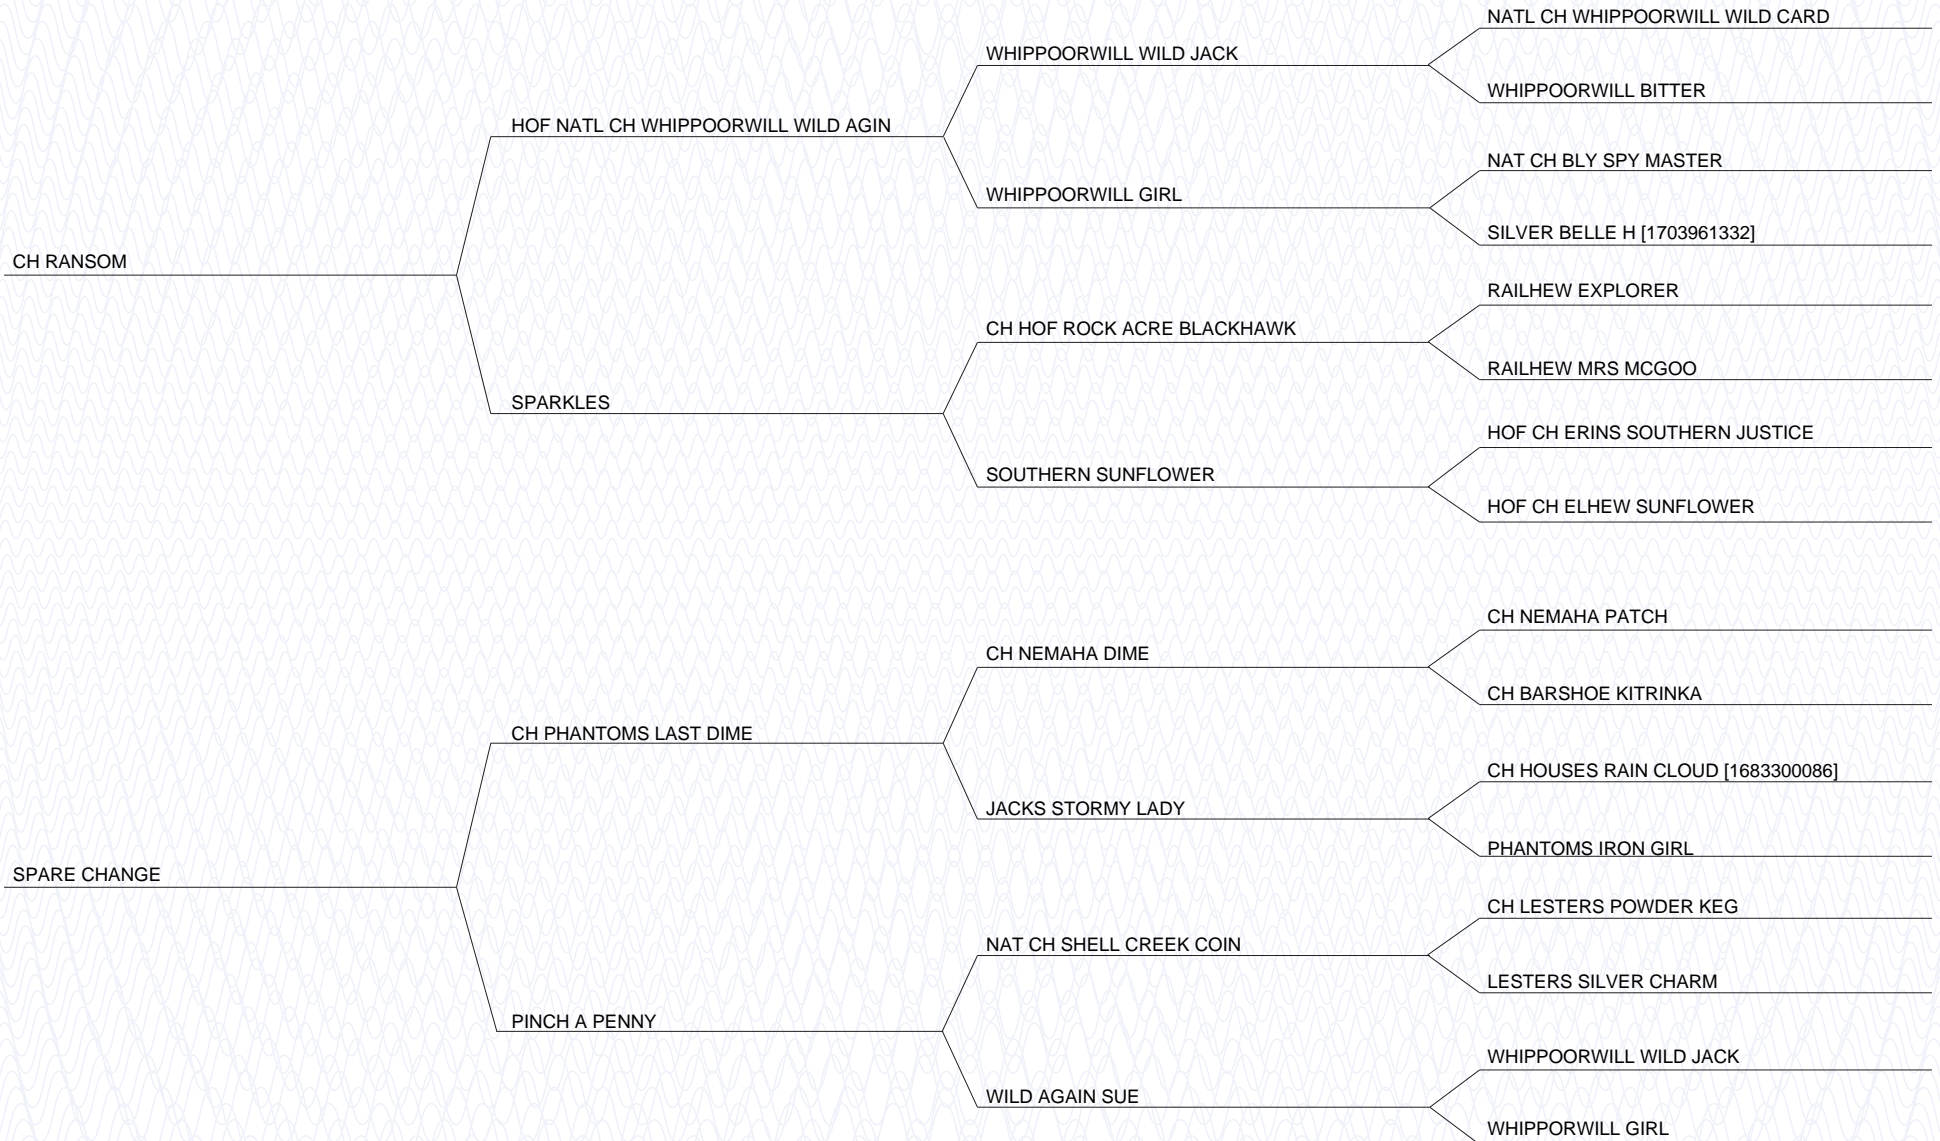 NATL CH WHIPPOORWILL WILD CARD
WHIPPOORWILL WILD JACK
WHIPPOORWILL BITTER
HOF NATL CH WHIPPOORWILL WILD AGIN
NAT CH BLY SPY MASTER
WHIPPOORWILL GIRL
SILVER BELLE H [1703961332]
CH RANSOM
RAILHEW EXPLORER
CH HOF ROCK ACRE BLACKHAWK
RAILHEW MRS MCGOO
SPARKLES
HOF CH ERINS SOUTHERN JUSTICE
SOUTHERN SUNFLOWER
HOF CH ELHEW SUNFLOWER
CH NEMAHA PATCH
CH NEMAHA DIME
CH BARSHOE KITRINKA
CH PHANTOMS LAST DIME
CH HOUSES RAIN CLOUD [1683300086]
JACKS STORMY LADY
PHANTOMS IRON GIRL
SPARE CHANGE
CH LESTERS POWDER KEG
NAT CH SHELL CREEK COIN
LESTERS SILVER CHARM
PINCH A PENNY
WHIPPOORWILL WILD JACK
WILD AGAIN SUE
WHIPPORWILL GIRL